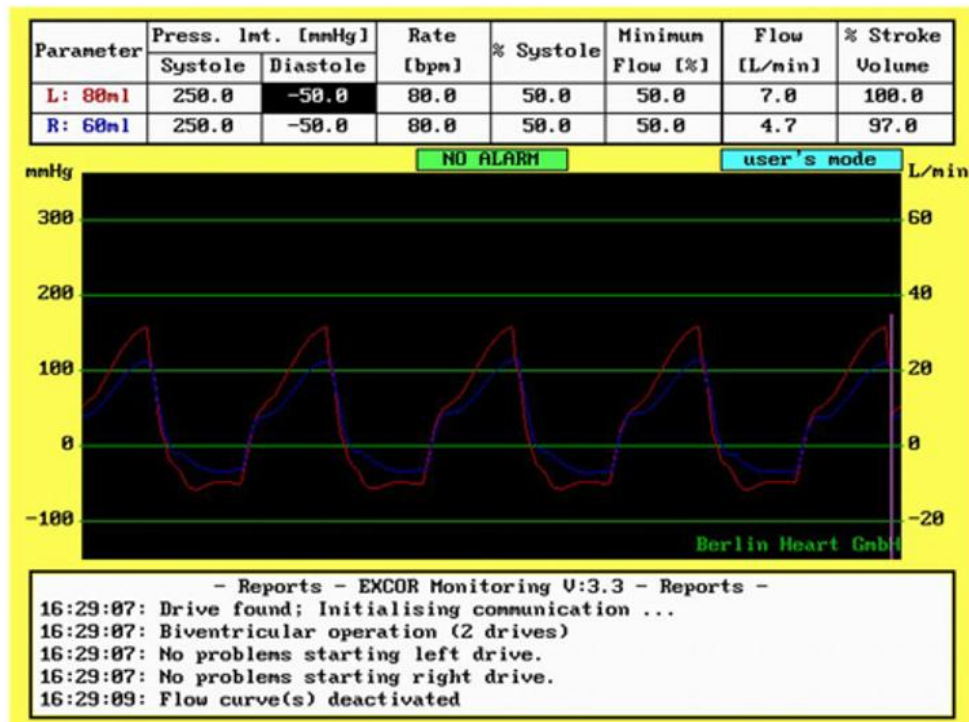 Parameter Press. lmt. [mmHg] Rate [bpm] % Systole Minimum Flow [%] Flow [L/min] % Stroke Volume
Systole Diastole
L: 80ml 250.0 -50.0 80.0 50.0 50.0 7.0 100.0
R: 60ml 250.0 -50.0 80.0 50.0 50.0 4.7 97.0
NO ALARM user's mode
mmHg L/min
300 60
200 40
100 20
0 0
-100 -20
Berlin Heart GmbH
- Reports - EXCOR Monitoring V:3.3 - Reports -
16:29:07: Drive found; Initialising communication ...
16:29:07: Biventricular operation (2 drives)
16:29:07: No problems starting left drive.
16:29:07: No problems starting right drive.
16:29:09: Flow curve(s) deactivated